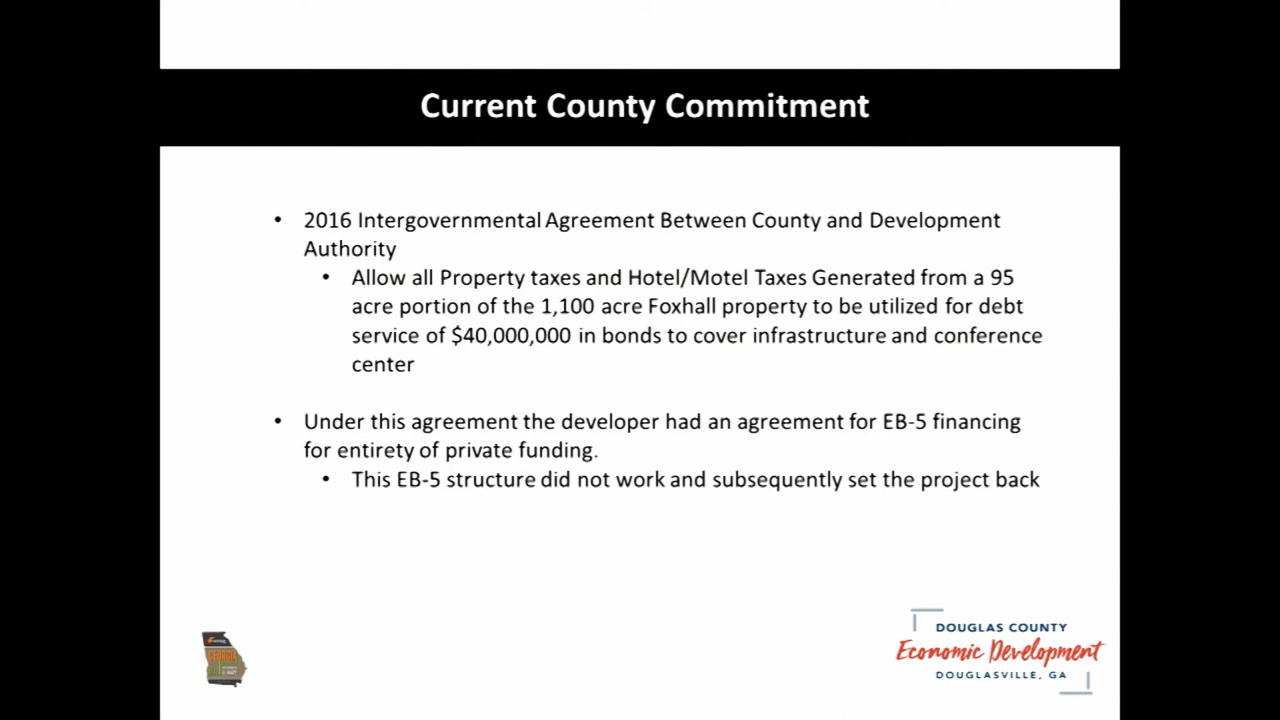 Current County Commitment
• 2016 Intergovernmental Agreement Between County and Development
Authority
• Allow all Property taxes and Hotel/Motel Taxes Generated from a 95
acre portion of the 1,100 acre Foxhall property to be utilized for debt
service of $40,000,000 in bonds to cover infrastructure and conference
center
• Under this agreement the developer had an agreement for EB-5 financing
for entirety of private funding.
• This EB-5 structure did not work and subsequently set the project back
DOUGLAS COUNTY
Economic Development
DOUGLASVILLE, GA